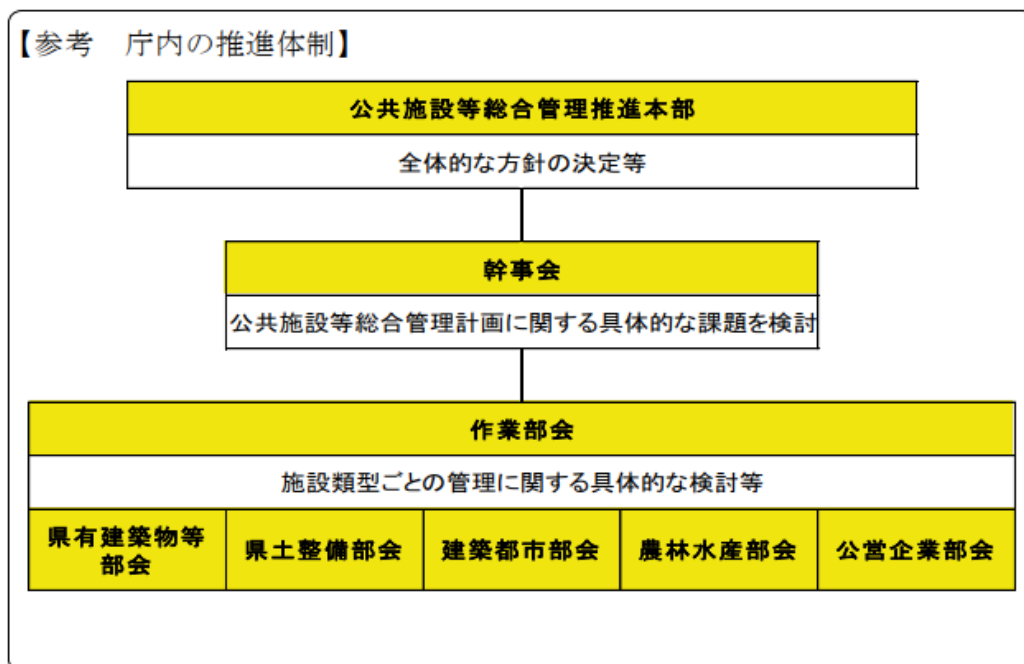 【参考　庁内の推進体制】
公共施設等総合管理推進本部
全体的な方針の決定等
幹事会
公共施設等総合管理計画に関する具体的な課題を検討
作業部会
施設類型ごとの管理に関する具体的な検討等
県有建築物等
部会
県土整備部会
建築都市部会
農林水産部会
公営企業部会